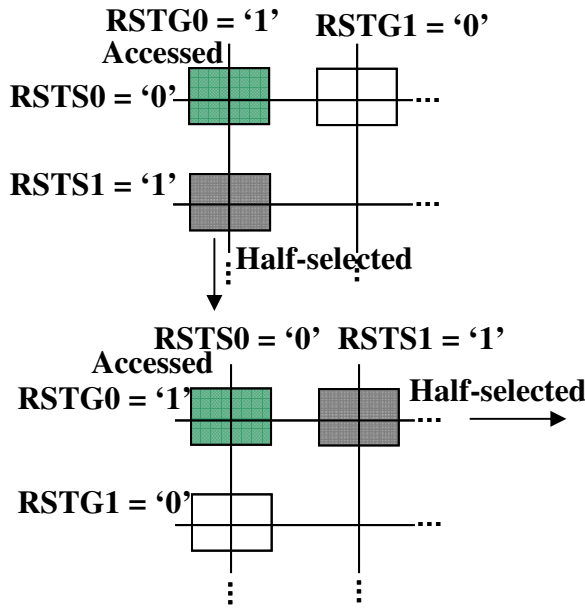 RSTG0 = ‘1’ RSTG1 = ‘0’
Accessed
RSTS0 = ‘0’
RSTS1 = ‘1’
Half-selected
RSTS0 = ‘0’ RSTS1 = ‘1’
Accessed
RSTG0 = ‘1’ Half-selected
RSTG1 = ‘0’